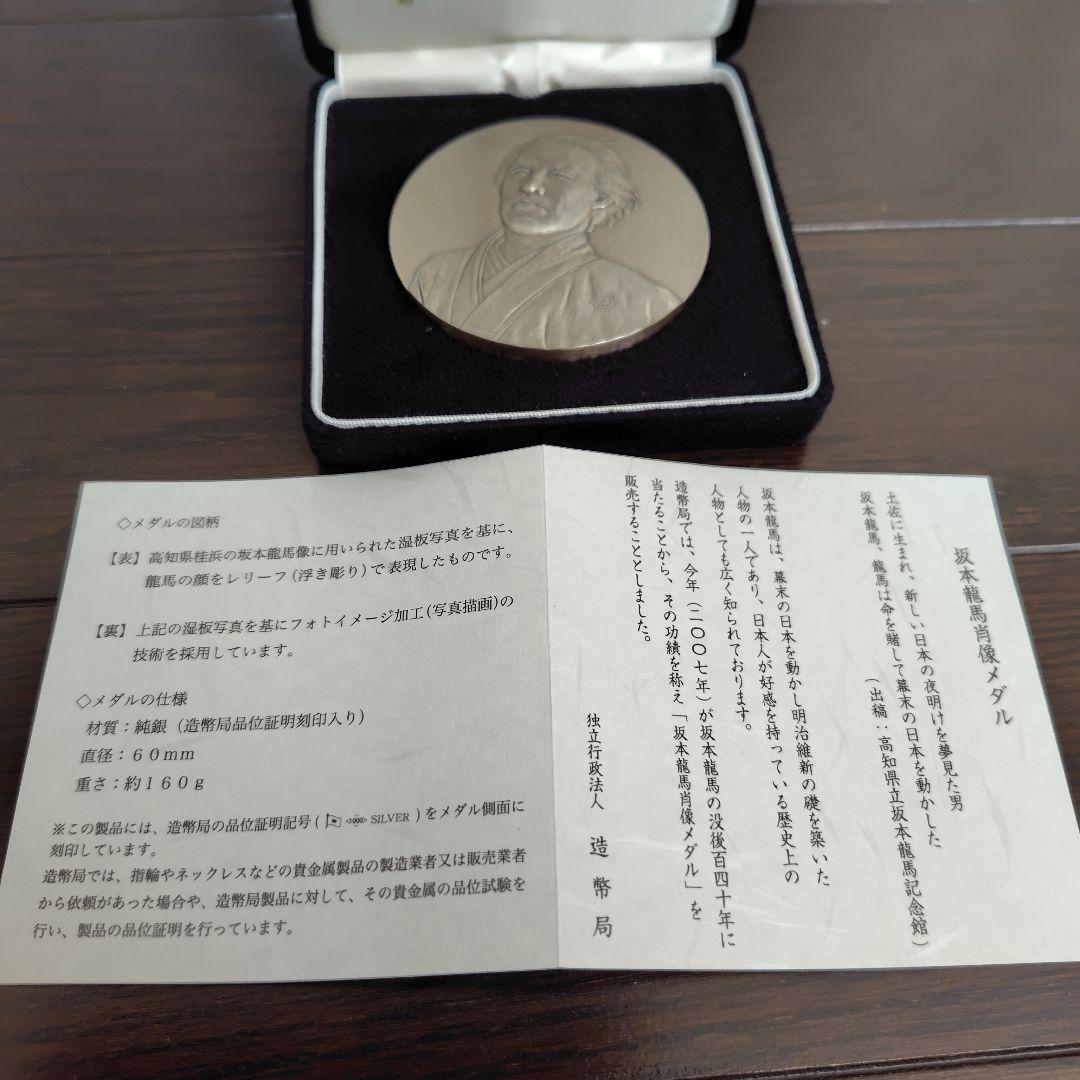 坂本龍馬肖像メダル
土佐に生まれ、新しい日本の夜明けを夢見た男
坂本龍馬、龍馬は命を賭して幕末の日本を動かした
(出稿:高知県立坂本龍馬記念館)
坂本龍馬は、幕末の日本を動かし明治維新の礎を築いた
人物の一人であり、日本人が好感を持っている歴史上の
人物としても広く知られております。
造幣局では、今年(二〇〇七年)が坂本龍馬の没後百四十年に
当たることから、その功績を称え「坂本龍馬肖像メダル」を
販売することとしました。
独立行政法人 造幣局
◇メダルの図柄
【表】高知県桂浜の坂本龍馬像に用いられた湿板写真を基に、
龍馬の顔をレリーフ(浮き彫り)で表現したものです。
【裏】上記の湿板写真を基にフォトイメージ加工(写真描画)の
技術を採用しています。
◇メダルの仕様
材質:純銀(造幣局品位証明刻印入り)
直径:60mm
重さ:約160g
※この製品には、造幣局の品位証明記号( SILVER )をメダル側面に
刻印しています。
造幣局では、指輪やネックレスなどの貴金属製品の製造業者又は販売業者
から依頼があった場合や、造幣局製品に対して、その貴金属の品位試験を
行い、製品の品位証明を行っています。